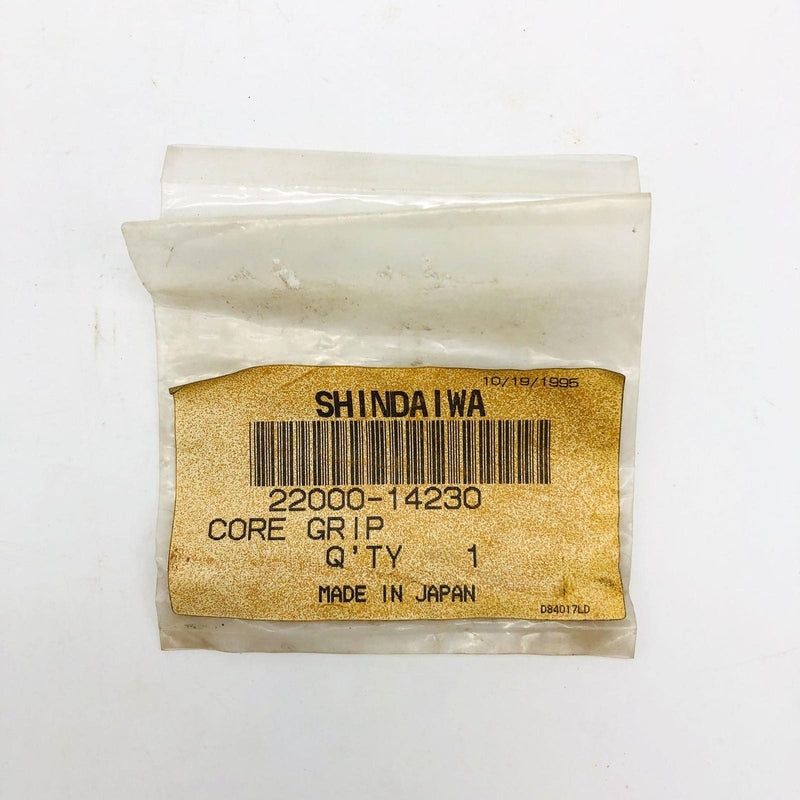 10/19/1995
SHINDAIWA
22000-14230
CORE GRIP
Q'TY 1
MADE IN JAPAN
D84017LD